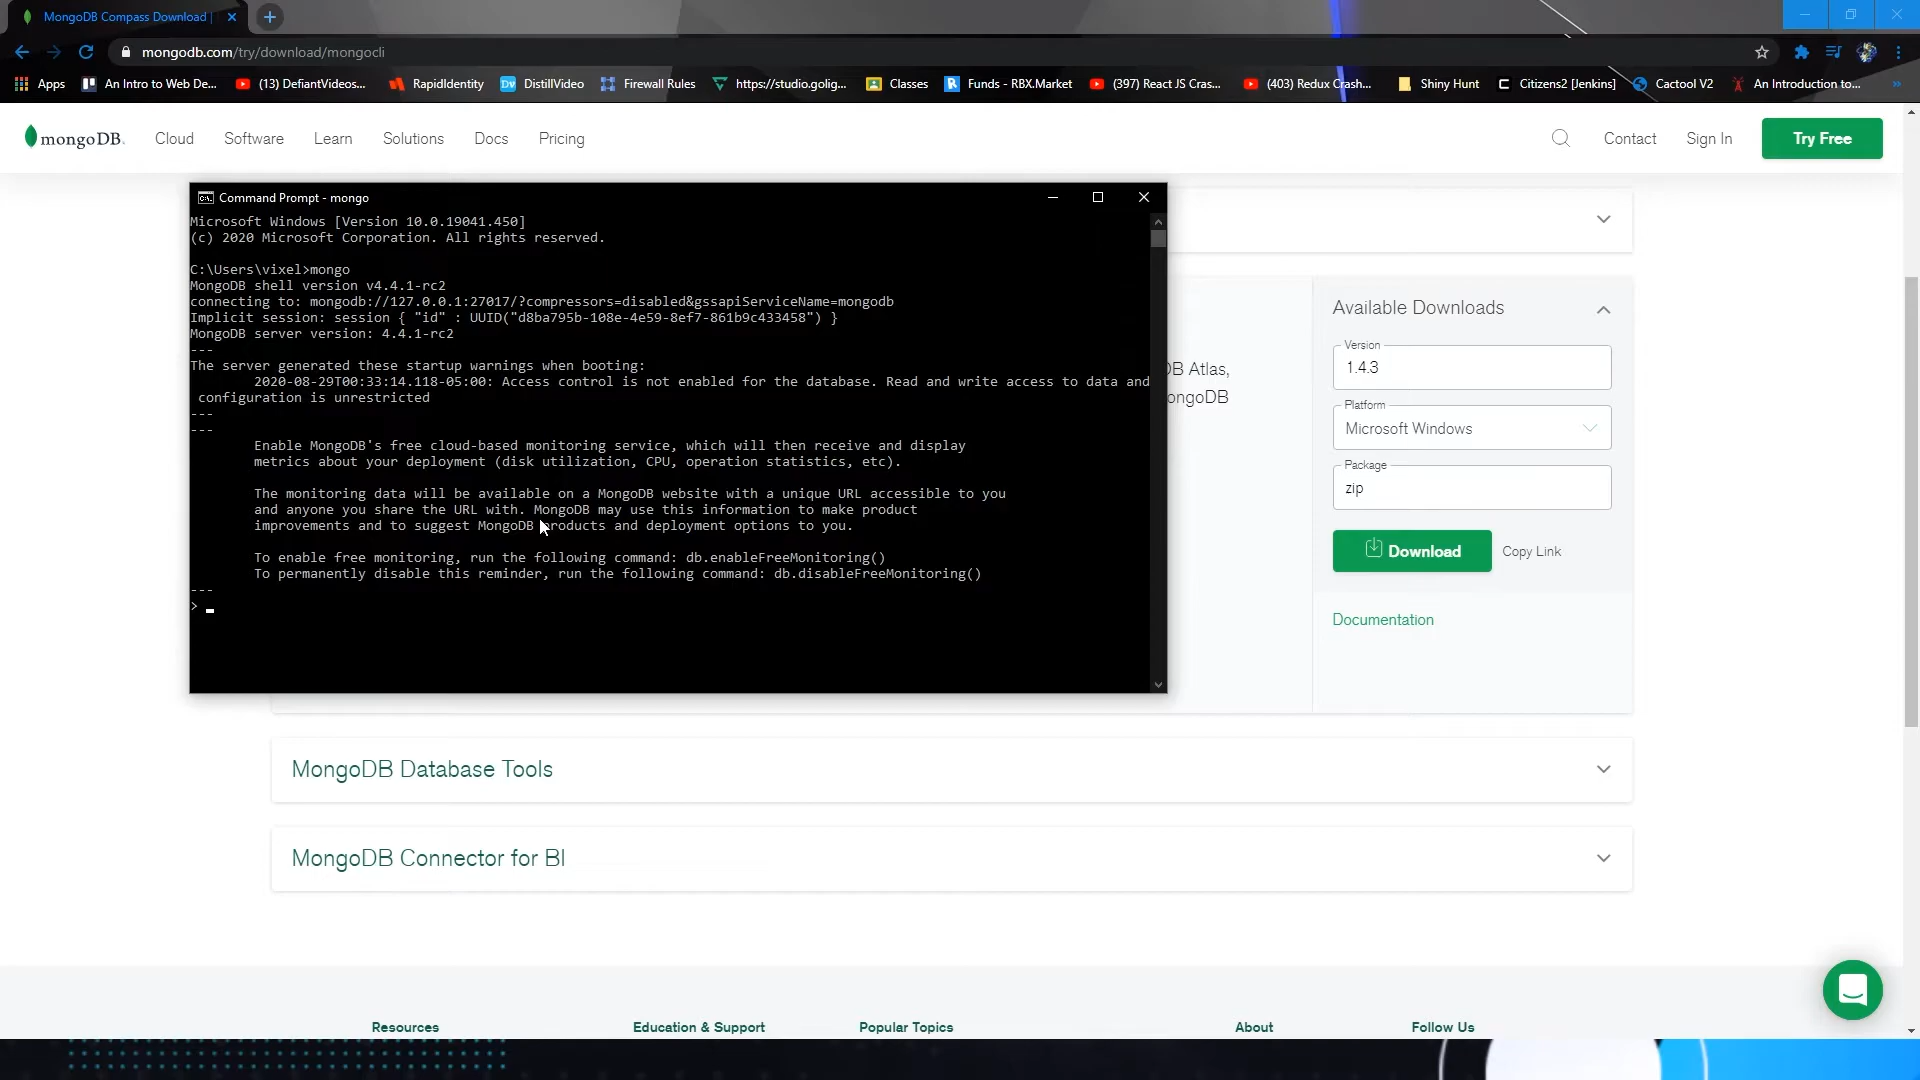 MongoDB Compass Download |
mongodb.com/try/download/mongocli
Apps
An Intro to Web De...
(13) DefiantVideos...
RapidIdentity
DistillVideo
Firewall Rules
https://studio.golig...
Classes
Funds - RBX.Market
(397) React JS Cras...
(403) Redux Crash...
Shiny Hunt
Citizens2 [Jenkins]
Cactool V2
An Introduction to...
mongoDB.
Cloud
Software
Learn
Solutions
Docs
Pricing
Contact
Sign In
Try Free
Command Prompt - mongo
Microsoft Windows [Version 10.0.19041.450]
(c) 2020 Microsoft Corporation. All rights reserved.
C:\Users\vixel>mongo
MongoDB shell version v4.4.1-rc2
connecting to: mongodb://127.0.0.1:27017/?compressors=disabled&gssapiServiceName=mongodb
Implicit session: session { "id" : UUID("d8ba795b-108e-4e59-8ef7-861b9c433458") }
MongoDB server version: 4.4.1-rc2
---
The server generated these startup warnings when booting:
2020-08-29T00:33:14.118-05:00: Access control is not enabled for the database. Read and write access to data and
configuration is unrestricted
---
---
Enable MongoDB's free cloud-based monitoring service, which will then receive and display
metrics about your deployment (disk utilization, CPU, operation statistics, etc).
The monitoring data will be available on a MongoDB website with a unique URL accessible to you
and anyone you share the URL with. MongoDB may use this information to make product
improvements and to suggest MongoDB products and deployment options to you.
To enable free monitoring, run the following command: db.enableFreeMonitoring()
To permanently disable this reminder, run the following command: db.disableFreeMonitoring()
---
>
DB Atlas,
ongoDB
Available Downloads
Version
1.4.3
Platform
Microsoft Windows
Package
zip
Download
Copy Link
Documentation
MongoDB Database Tools
MongoDB Connector for BI
Resources
Education & Support
Popular Topics
About
Follow Us